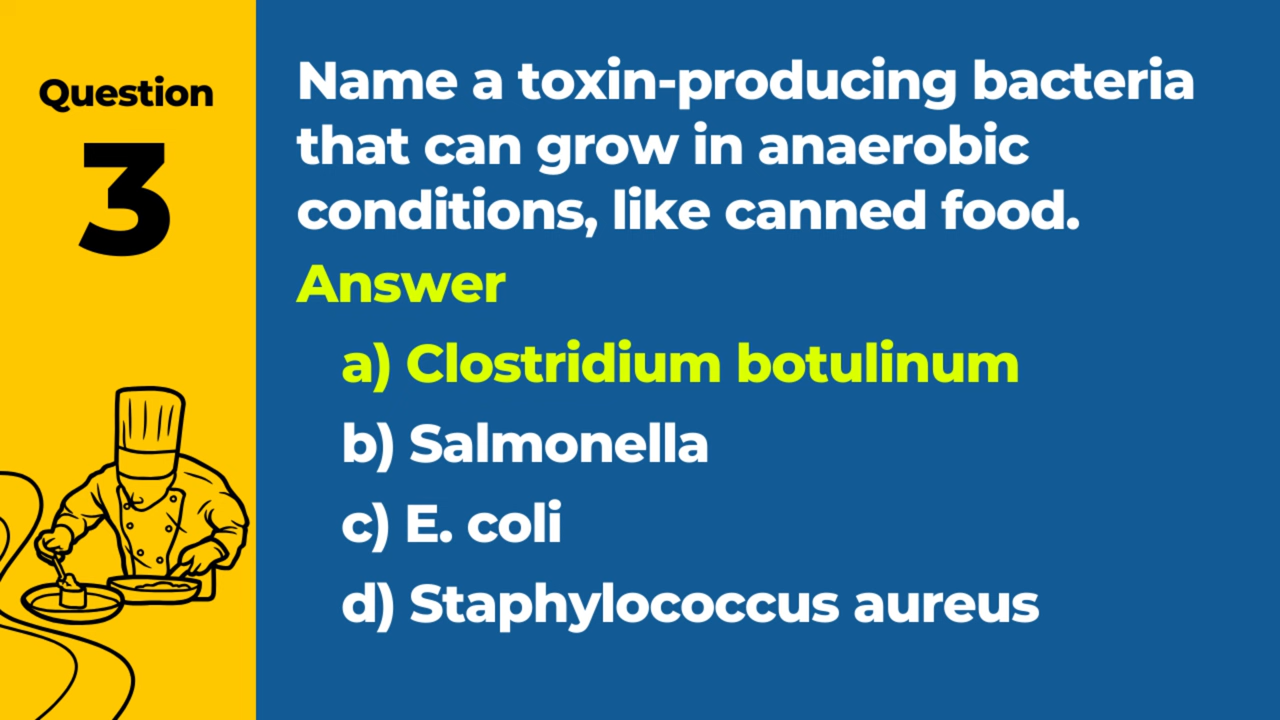 Question
3
Name a toxin-producing bacteria
that can grow in anaerobic
conditions, like canned food.
Answer
a) Clostridium botulinum
b) Salmonella
c) E. coli
d) Staphylococcus aureus